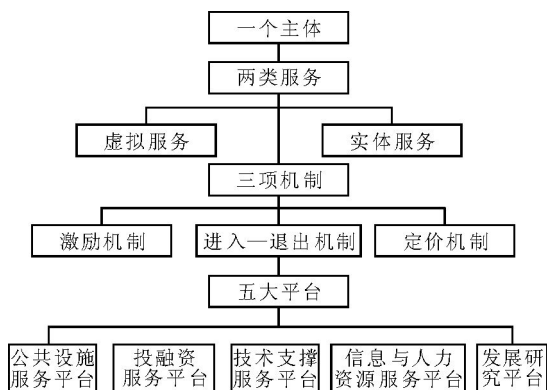 一个主体
两类服务
虚拟服务
实体服务
三项机制
激励机制
进入—退出机制
定价机制
五大平台
公共设施
服务平台
投融资
服务平台
技术支撑
服务平台
信息与人力
资源服务平台
发展研
究平台